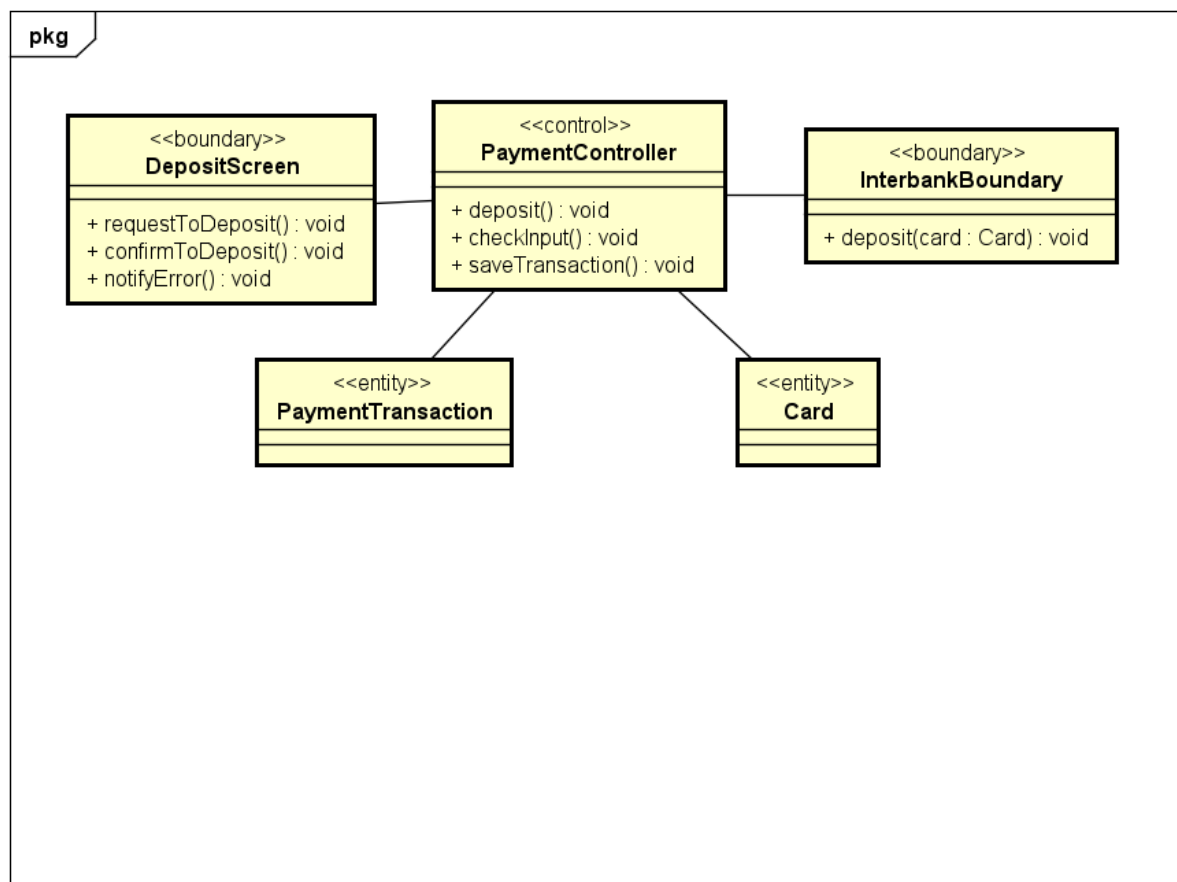 pkg
<<boundary>>
DepositScreen
+ requestToDeposit() : void
+ confirmToDeposit() : void
+ notifyError() : void
<<control>>
PaymentController
+ deposit() : void
+ checkInput() : void
+ saveTransaction() : void
<<boundary>>
InterbankBoundary
+ deposit(card : Card) : void
<<entity>>
PaymentTransaction
<<entity>>
Card